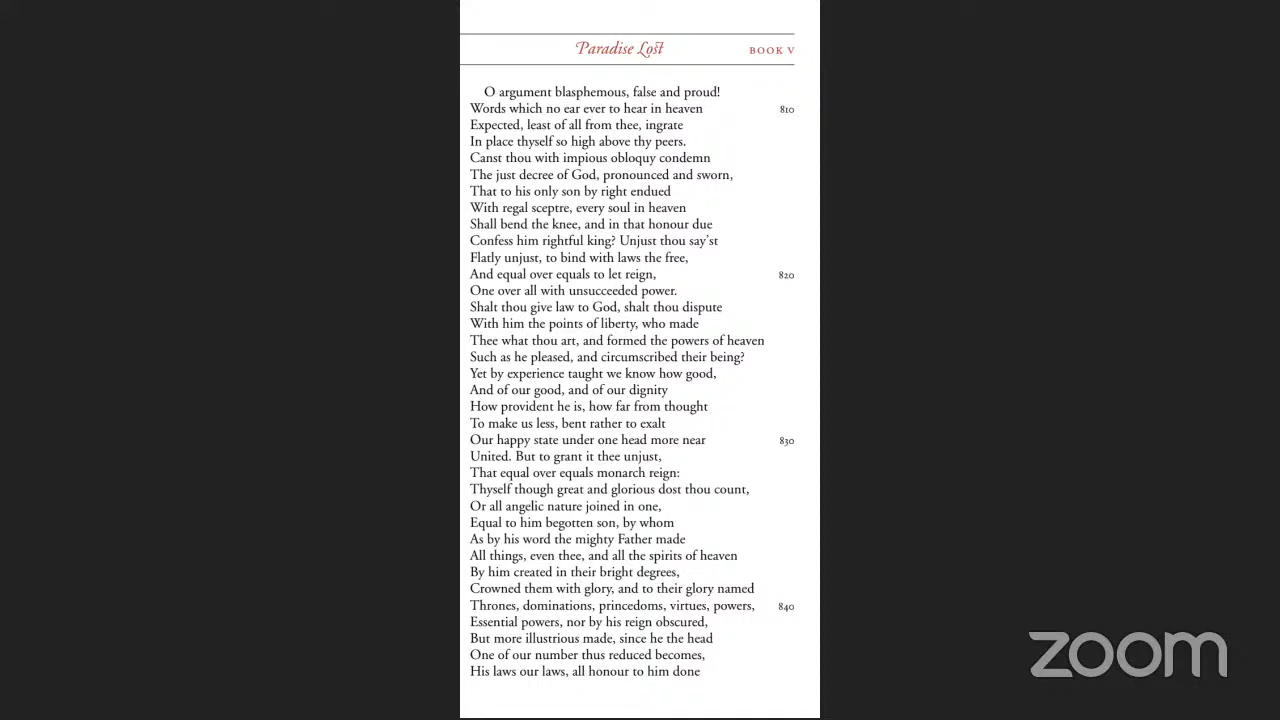 Paradise Lost BOOK V
O argument blasphemous, false and proud!
Words which no ear ever to hear in heaven 810
Expected, least of all from thee, ingrate
In place thyself so high above thy peers.
Canst thou with impious obloquy condemn
The just decree of God, pronounced and sworn,
That to his only son by right endued
With regal sceptre, every soul in heaven
Shall bend the knee, and in that honour due
Confess him rightful king? Unjust thou say'st
Flatly unjust, to bind with laws the free,
And equal over equals to let reign, 820
One over all with unsucceeded power.
Shalt thou give law to God, shalt thou dispute
With him the points of liberty, who made
Thee what thou art, and formed the powers of heaven
Such as he pleased, and circumscribed their being?
Yet by experience taught we know how good,
And of our good, and of our dignity
How provident he is, how far from thought
To make us less, bent rather to exalt
Our happy state under one head more near 830
United. But to grant it thee unjust,
That equal over equals monarch reign:
Thyself though great and glorious dost thou count,
Or all angelic nature joined in one,
Equal to him begotten son, by whom
As by his word the mighty Father made
All things, even thee, and all the spirits of heaven
By him created in their bright degrees,
Crowned them with glory, and to their glory named
Thrones, dominations, princedoms, virtues, powers, 840
Essential powers, nor by his reign obscured,
But more illustrious made, since he the head
One of our number thus reduced becomes,
His laws our laws, all honour to him done
zoom